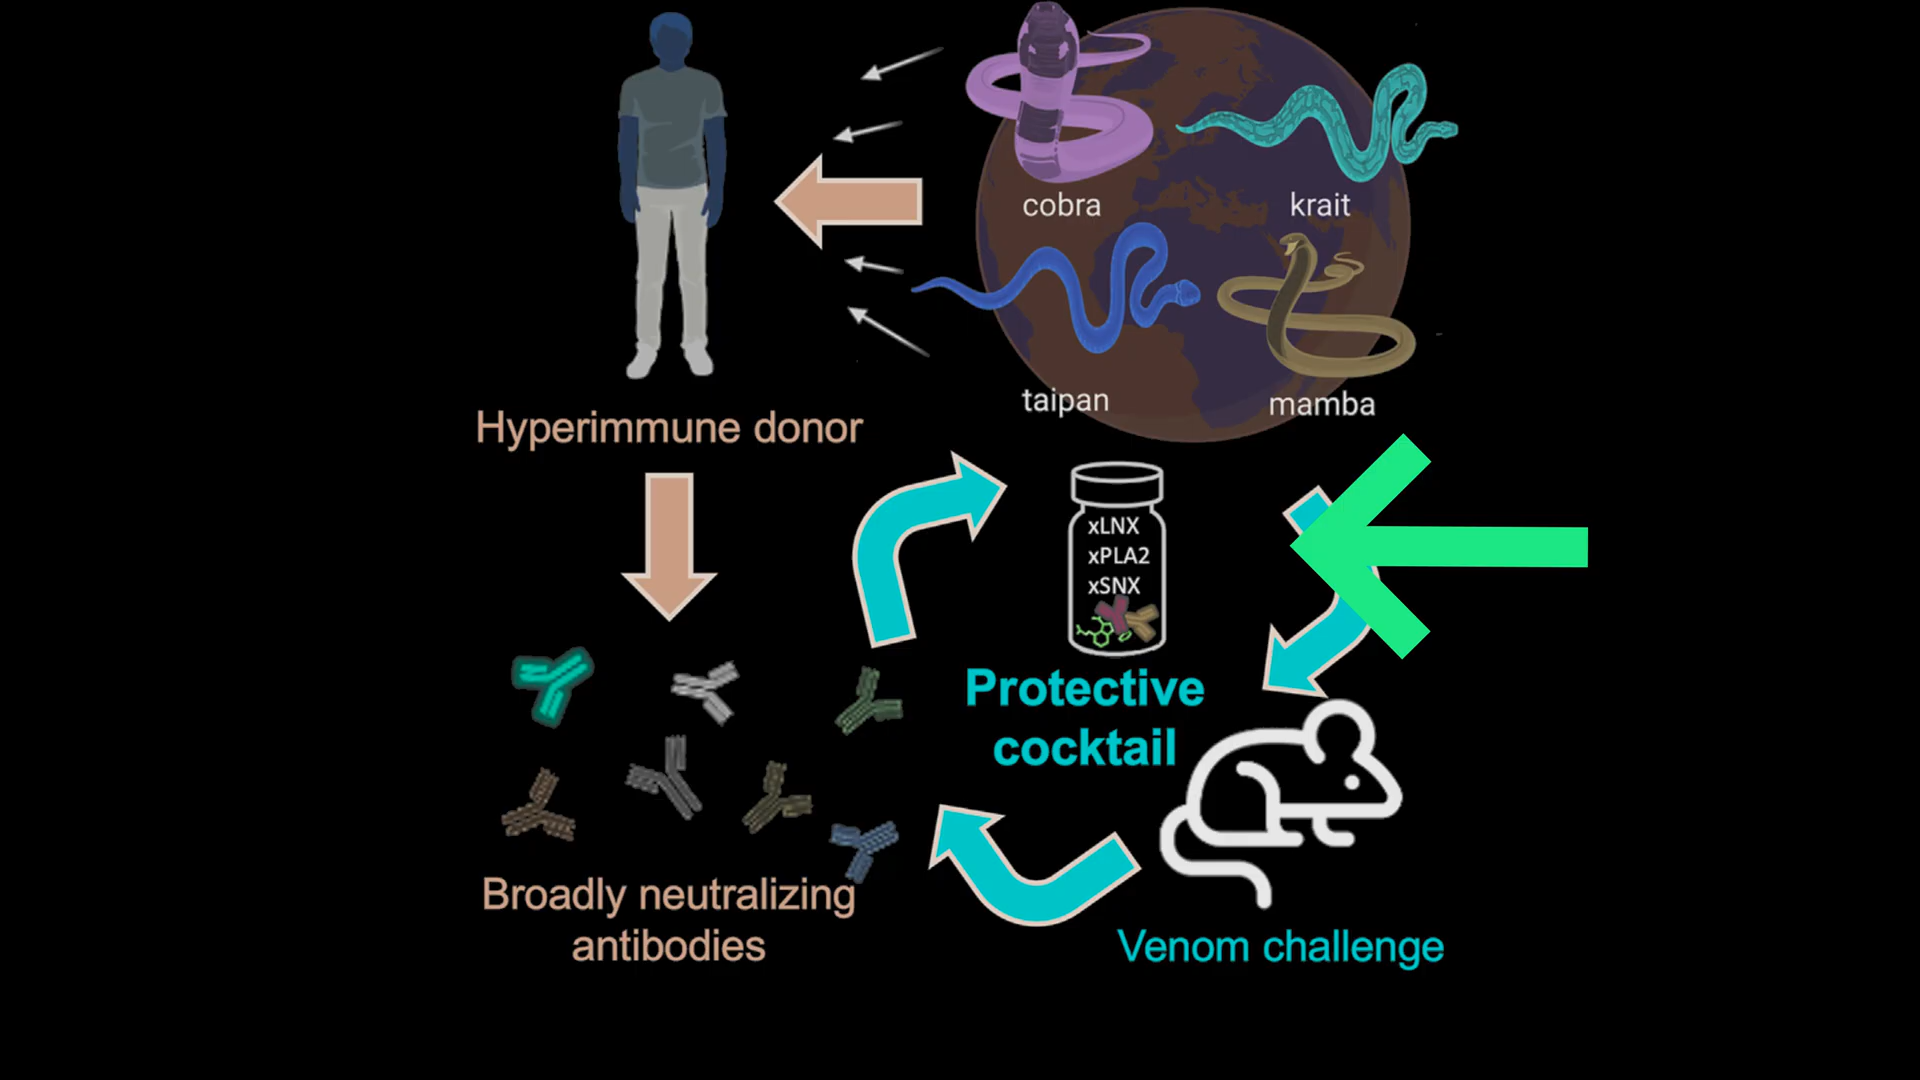 cobra
krait
taipan
mamba
Hyperimmune donor
xLNX
xPLA2
xSNX
Protective
cocktail
Broadly neutralizing
antibodies
Venom challenge